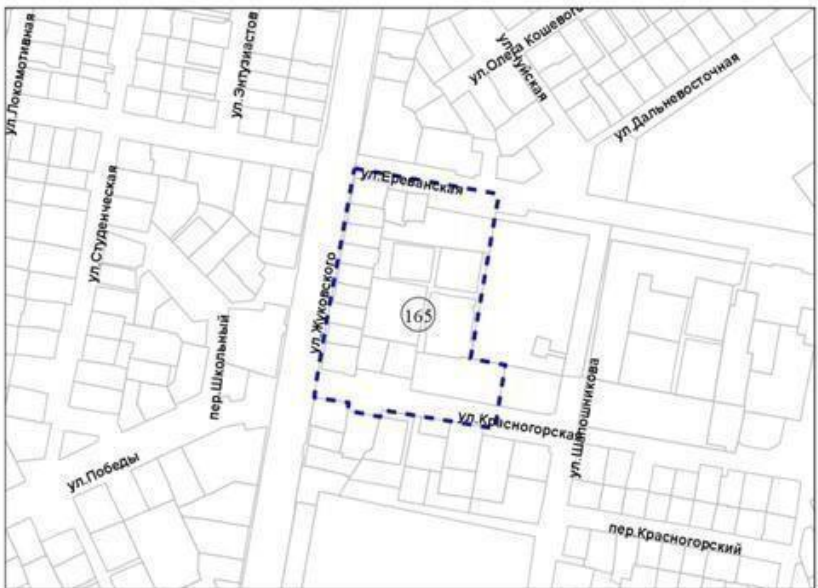 ул.Локомотивная
ул.Энтузиастов
ул.Олега Кошевого
ул.Дальневосточная
ул.Ереванская
ул.Студенческая
ул.Жуковского
165
пер.Школьный
ул.Красногорская
ул.Шапошникова
ул.Победы
пер.Красногорский